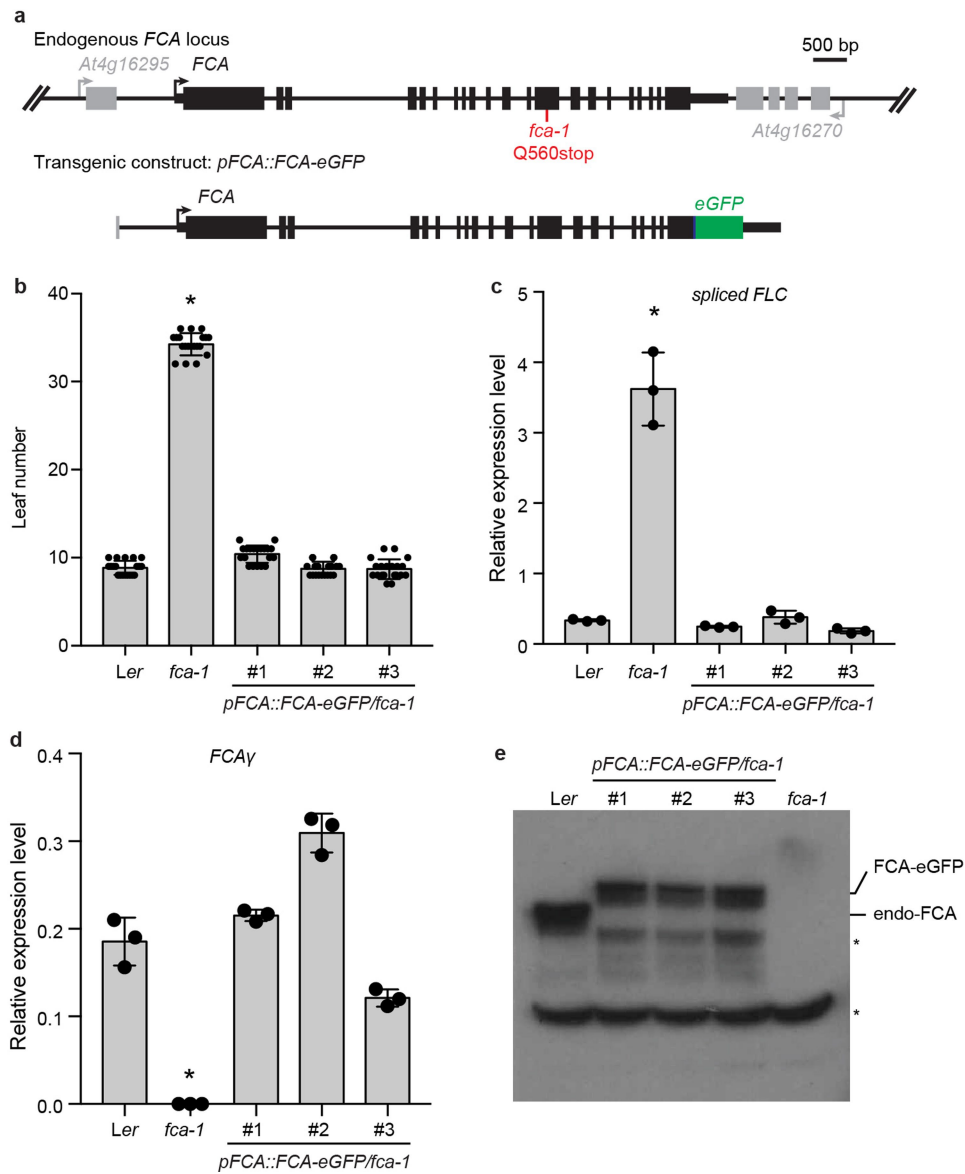 a
Endogenous FCA locus
500 bp
At4g16295
FCA
fca-1
Q560stop
At4g16270
Transgenic construct: pFCA::FCA-eGFP
FCA
eGFP
b
Leaf number
40
30
20
10
0
*
Ler fca-1 #1 #2 #3
pFCA::FCA-eGFP/fca-1
c
spliced FLC
Relative expression level
5
4
3
2
1
0
*
Ler fca-1 #1 #2 #3
pFCA::FCA-eGFP/fca-1
d
FCAγ
Relative expression level
0.4
0.3
0.2
0.1
0.0
*
Ler fca-1 #1 #2 #3
pFCA::FCA-eGFP/fca-1
e
pFCA::FCA-eGFP/fca-1
Ler #1 #2 #3 fca-1
FCA-eGFP
endo-FCA
*
*